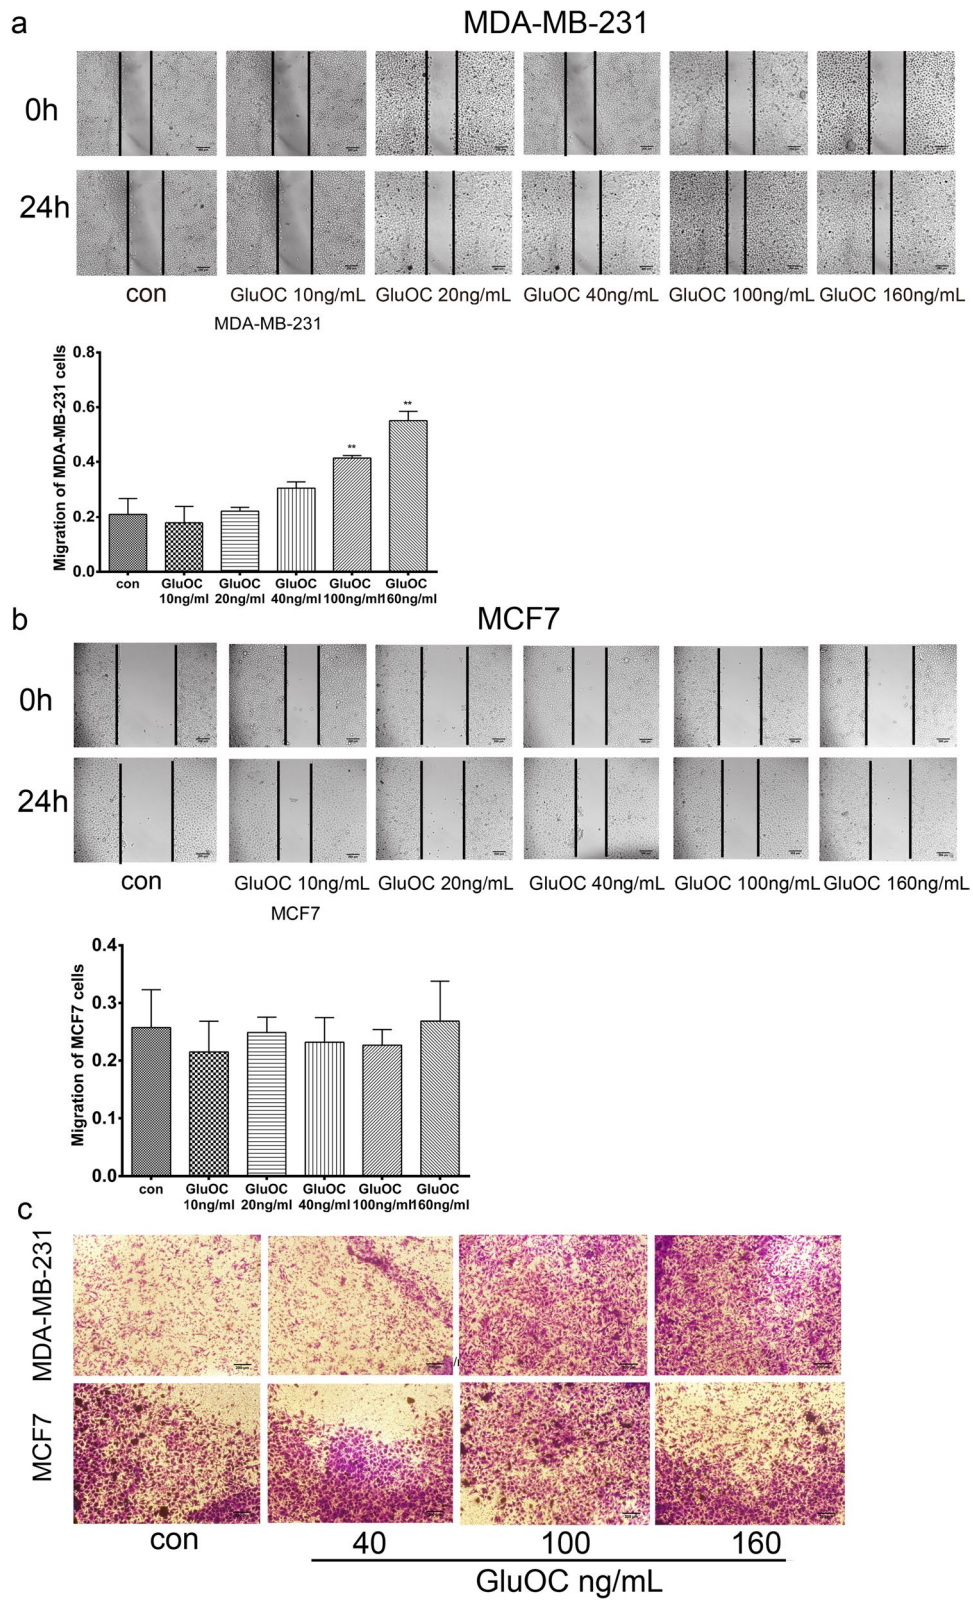 a
MDA-MB-231
0h
24h
con GluOC 10ng/mL GluOC 20ng/mL GluOC 40ng/mL GluOC 100ng/mL GluOC 160ng/mL
MDA-MB-231
Migration of MDA-MB-231 cells
0.8
0.6
0.4
0.2
0.0
**
**
con GluOC GluOC GluOC GluOC GluOC
10ng/ml 20ng/ml 40ng/ml 100ng/ml 160ng/ml
b
MCF7
0h
24h
con GluOC 10ng/mL GluOC 20ng/mL GluOC 40ng/mL GluOC 100ng/mL GluOC 160ng/mL
MCF7
Migration of MCF7 cells
0.4
0.3
0.2
0.1
0.0
con GluOC GluOC GluOC GluOC GluOC
10ng/ml 20ng/ml 40ng/ml 100ng/ml 160ng/ml
c
MDA-MB-231
MCF7
con 40 100 160
GluOC ng/mL